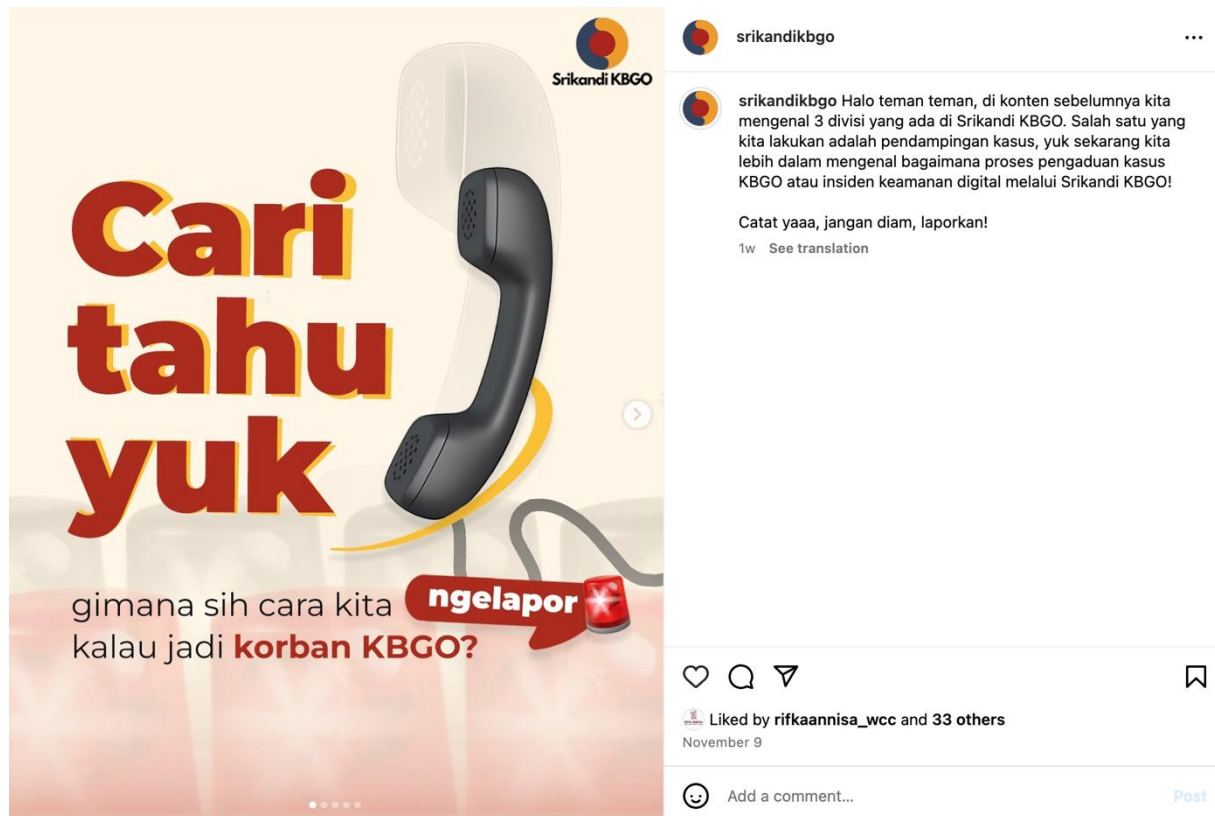 Srikandi KBGO
Cari
tahu
yuk
gimana sih cara kita ngelapor
kalau jadi korban KBGO?
srikandikbgo
srikandikbgo Halo teman teman, di konten sebelumnya kita
mengenal 3 divisi yang ada di Srikandi KBGO. Salah satu yang
kita lakukan adalah pendampingan kasus, yuk sekarang kita
lebih dalam mengenal bagaimana proses pengaduan kasus
KBGO atau insiden keamanan digital melalui Srikandi KBGO!
Catat yaaa, jangan diam, laporkan!
1w See translation
Liked by rifkaannisa_wcc and 33 others
November 9
Add a comment...
Post